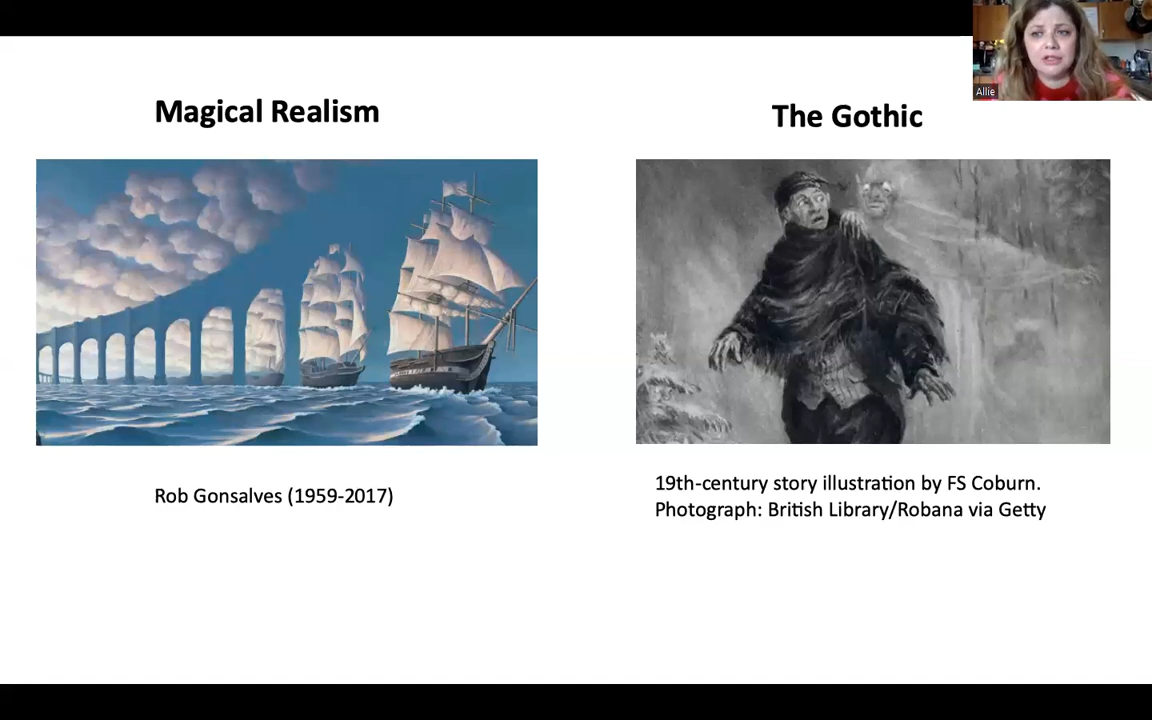 Magical Realism
The Gothic
Allie
Rob Gonsalves (1959-2017)
19th-century story illustration by FS Coburn.
Photograph: British Library/Robana via Getty